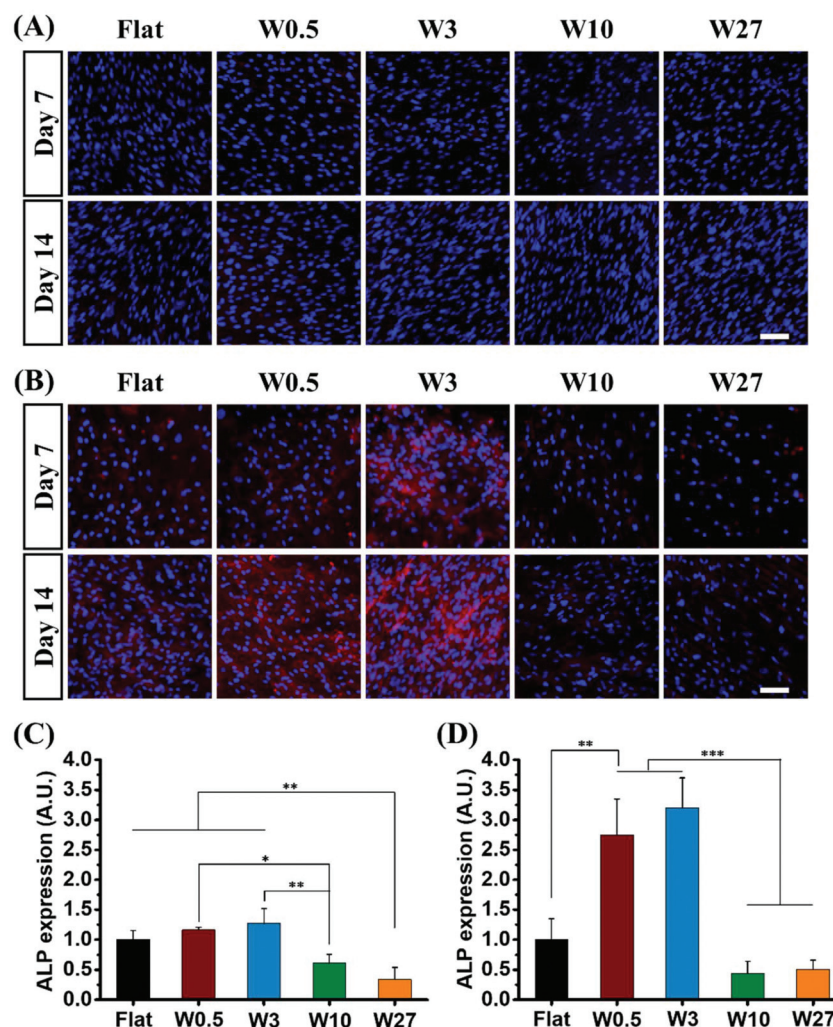 (A)
Flat W0.5 W3 W10 W27
Day 7
Day 14
(B)
Flat W0.5 W3 W10 W27
Day 7
Day 14
(C)
ALP expression (A.U.)
4.0
3.5
3.0
2.5
2.0
1.5
1.0
0.5
0.0
**
*
**
Flat W0.5 W3 W10 W27
(D)
ALP expression (A.U.)
4.0
3.5
3.0
2.5
2.0
1.5
1.0
0.5
0.0
**
***
Flat W0.5 W3 W10 W27